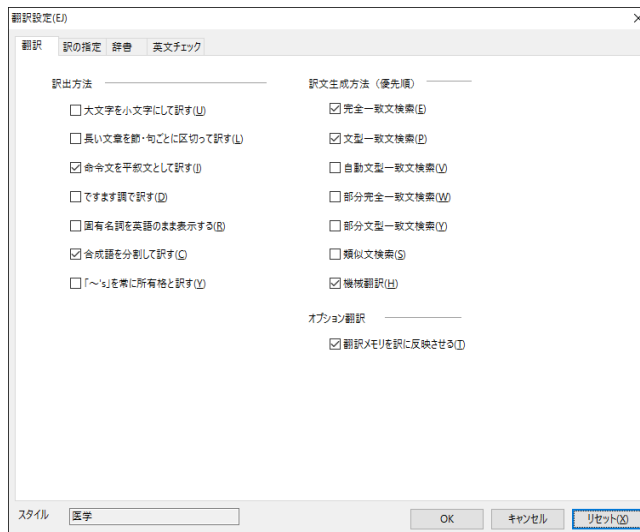 翻訳設定(EJ)
翻訳 訳の指定 辞書 英文チェック
訳出方法
大文字を小文字にして訳す(U)
長い文章を節・句ごとに区切って訳す(L)
命令文を平叙文として訳す(I)
ですます調で訳す(D)
固有名詞を英語のまま表示する(R)
合成語を分割して訳す(C)
「～'s」を常に所有格と訳す(Y)
訳文生成方法（優先順）
完全一致文検索(E)
文型一致文検索(P)
自動文型一致文検索(V)
部分完全一致文検索(W)
部分文型一致文検索(Y)
類似文検索(S)
機械翻訳(H)
オプション翻訳
翻訳メモリを訳に反映させる(T)
スタイル 医学
OK キャンセル リセット(X)